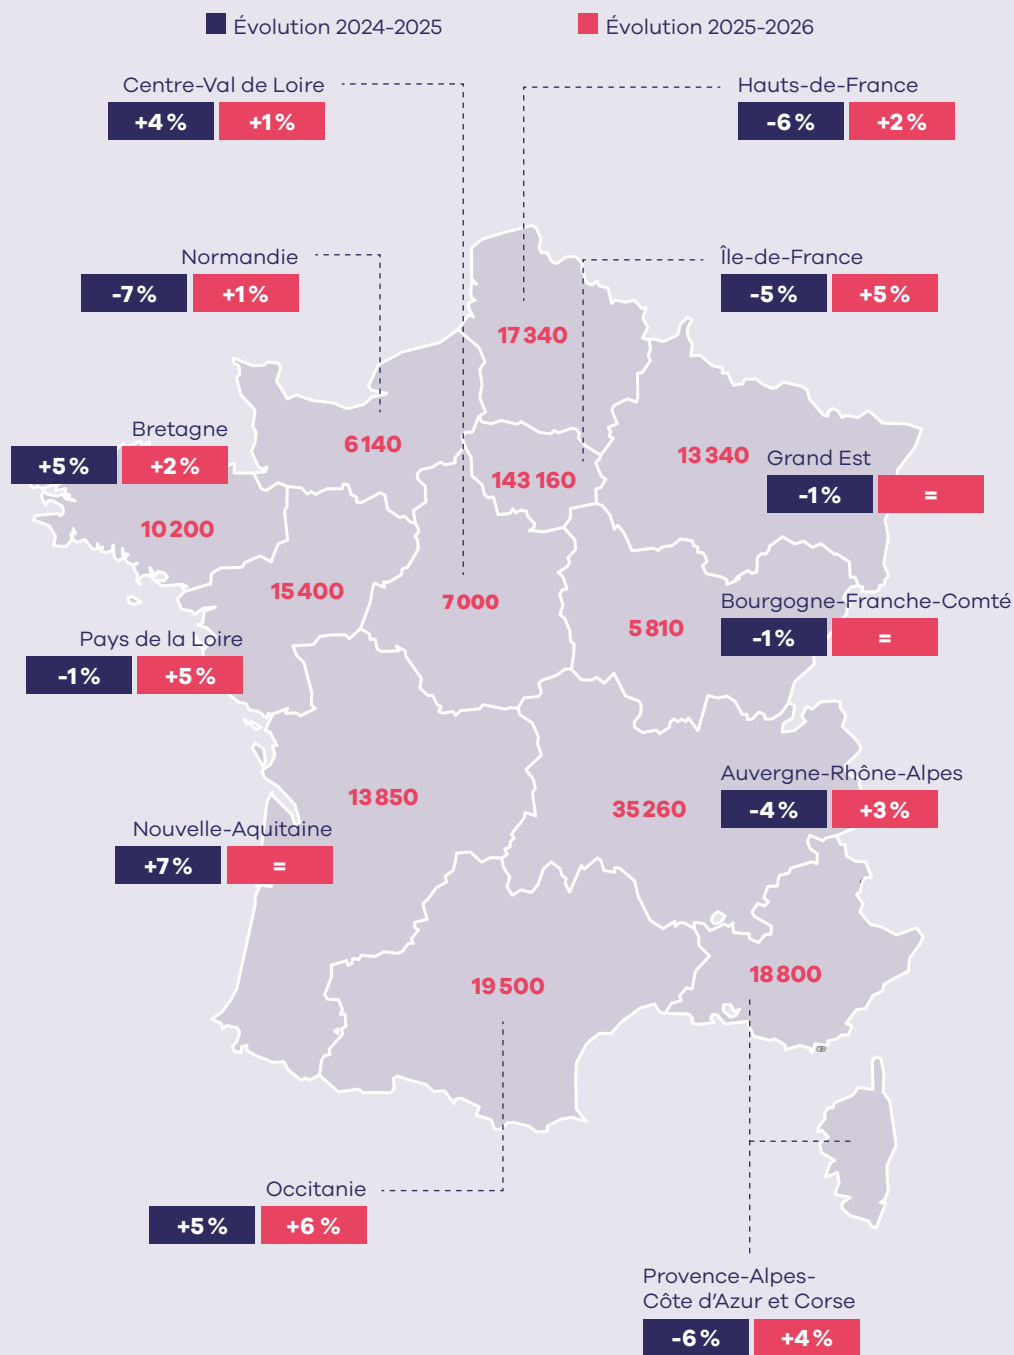 Évolution 2024-2025
Évolution 2025-2026
Centre-Val de Loire
+4 %
+1 %
Hauts-de-France
-6 %
+2 %
Normandie
-7 %
+1 %
Île-de-France
-5 %
+5 %
17 340
6 140
Bretagne
+5 %
+2 %
13 340
Grand Est
-1 %
=
143 160
10 200
15 400
7 000
Bourgogne-Franche-Comté
-1 %
=
5 810
Pays de la Loire
-1 %
+5 %
Auvergne-Rhône-Alpes
-4 %
+3 %
13 850
35 260
Nouvelle-Aquitaine
+7 %
=
19 500
18 800
Occitanie
+5 %
+6 %
Provence-Alpes-
Côte d'Azur et Corse
-6 %
+4 %